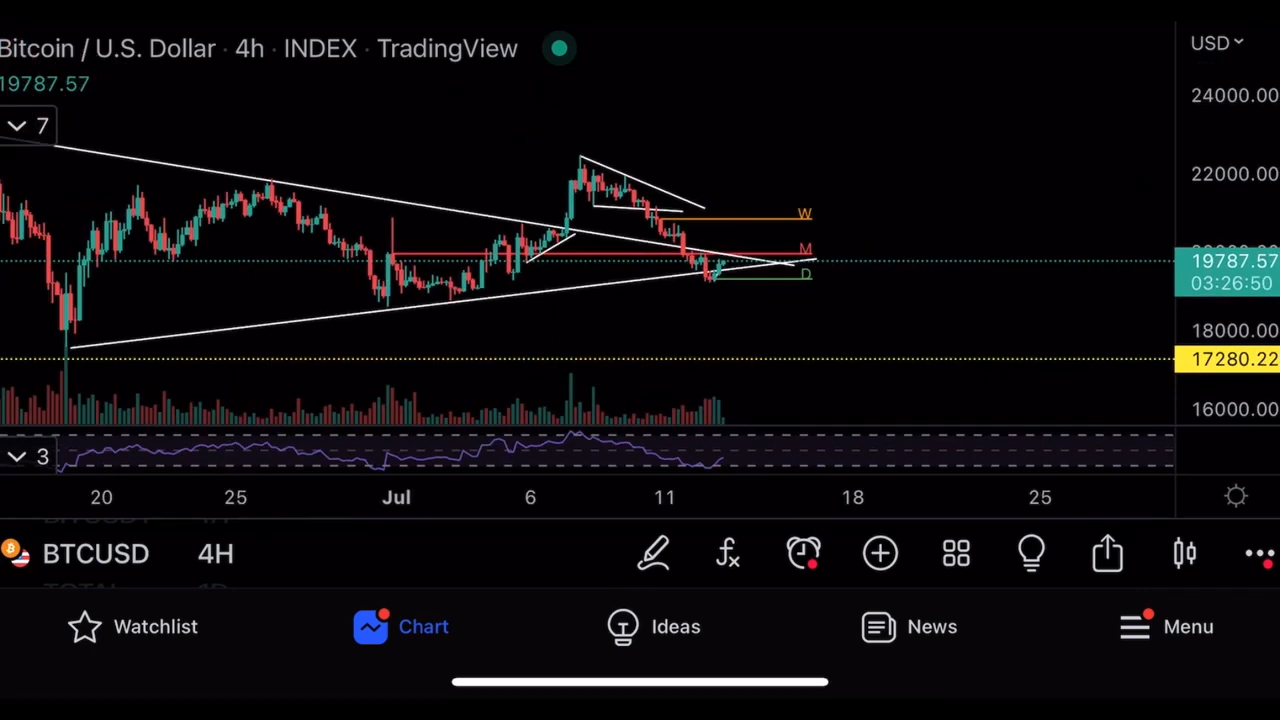 Bitcoin / U.S. Dollar · 4h · INDEX · TradingView
USD
19787.57
24000.00
7
22000.00
W
M
19787.57
D
03:26:50
18000.00
17280.22
16000.00
3
20 25 Jul 6 11 18 25
BTCUSD 4H
Watchlist Chart Ideas News Menu